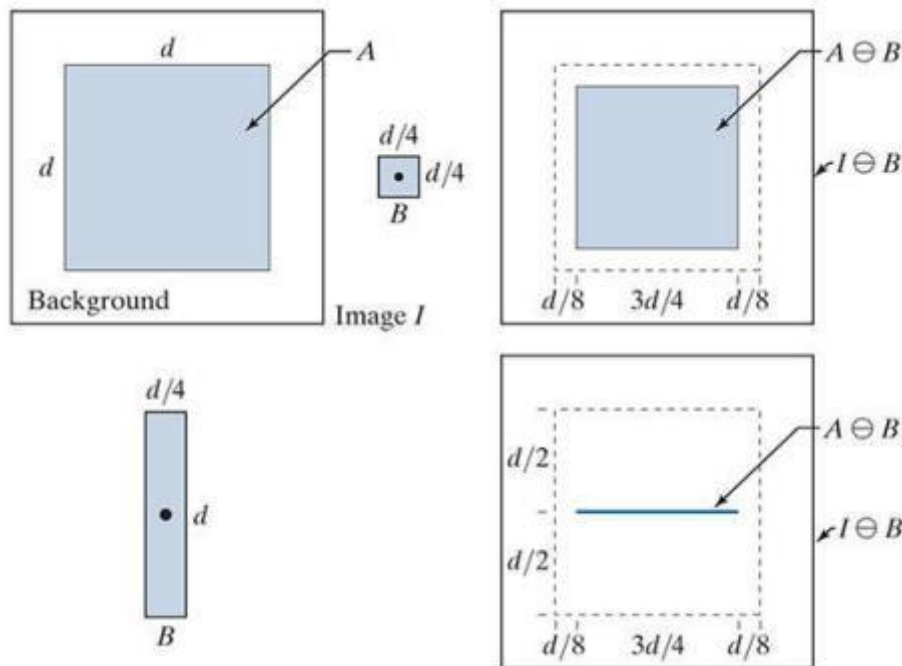 d
A
d
d/4
d/4
B
Background
Image I
A ⊖ B
I ⊖ B
d/8 3d/4 d/8
d/4
d
B
A ⊖ B
d/2
I ⊖ B
d/2
d/8 3d/4 d/8